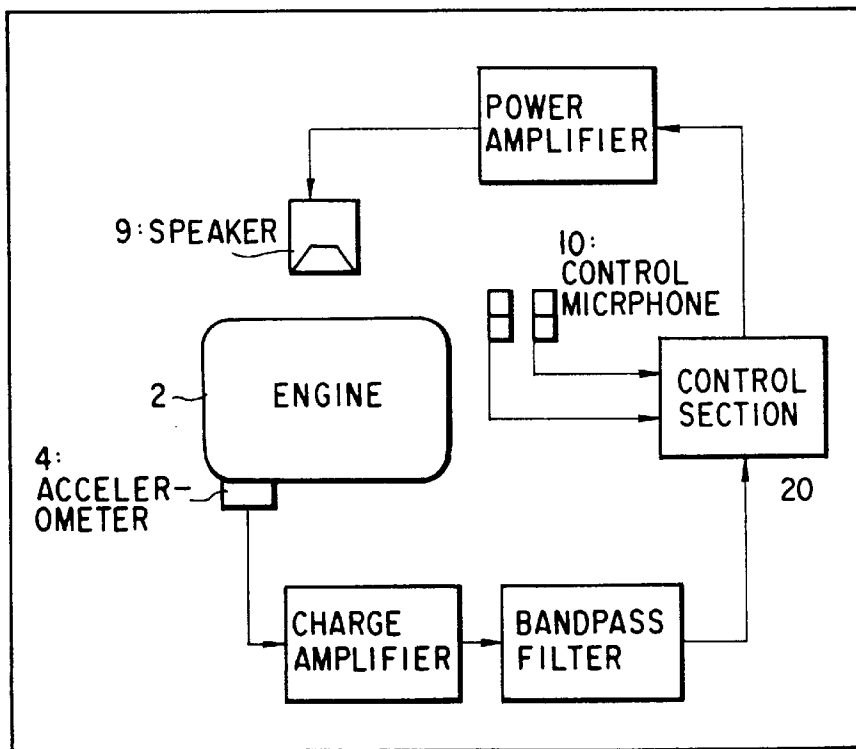 POWER
AMPLIFIER
9:SPEAKER
10:
CONTROL
MICRPHONE
2
ENGINE
CONTROL
SECTION
4:
ACCELER-
OMETER
20
CHARGE
AMPLIFIER
BANDPASS
FILTER